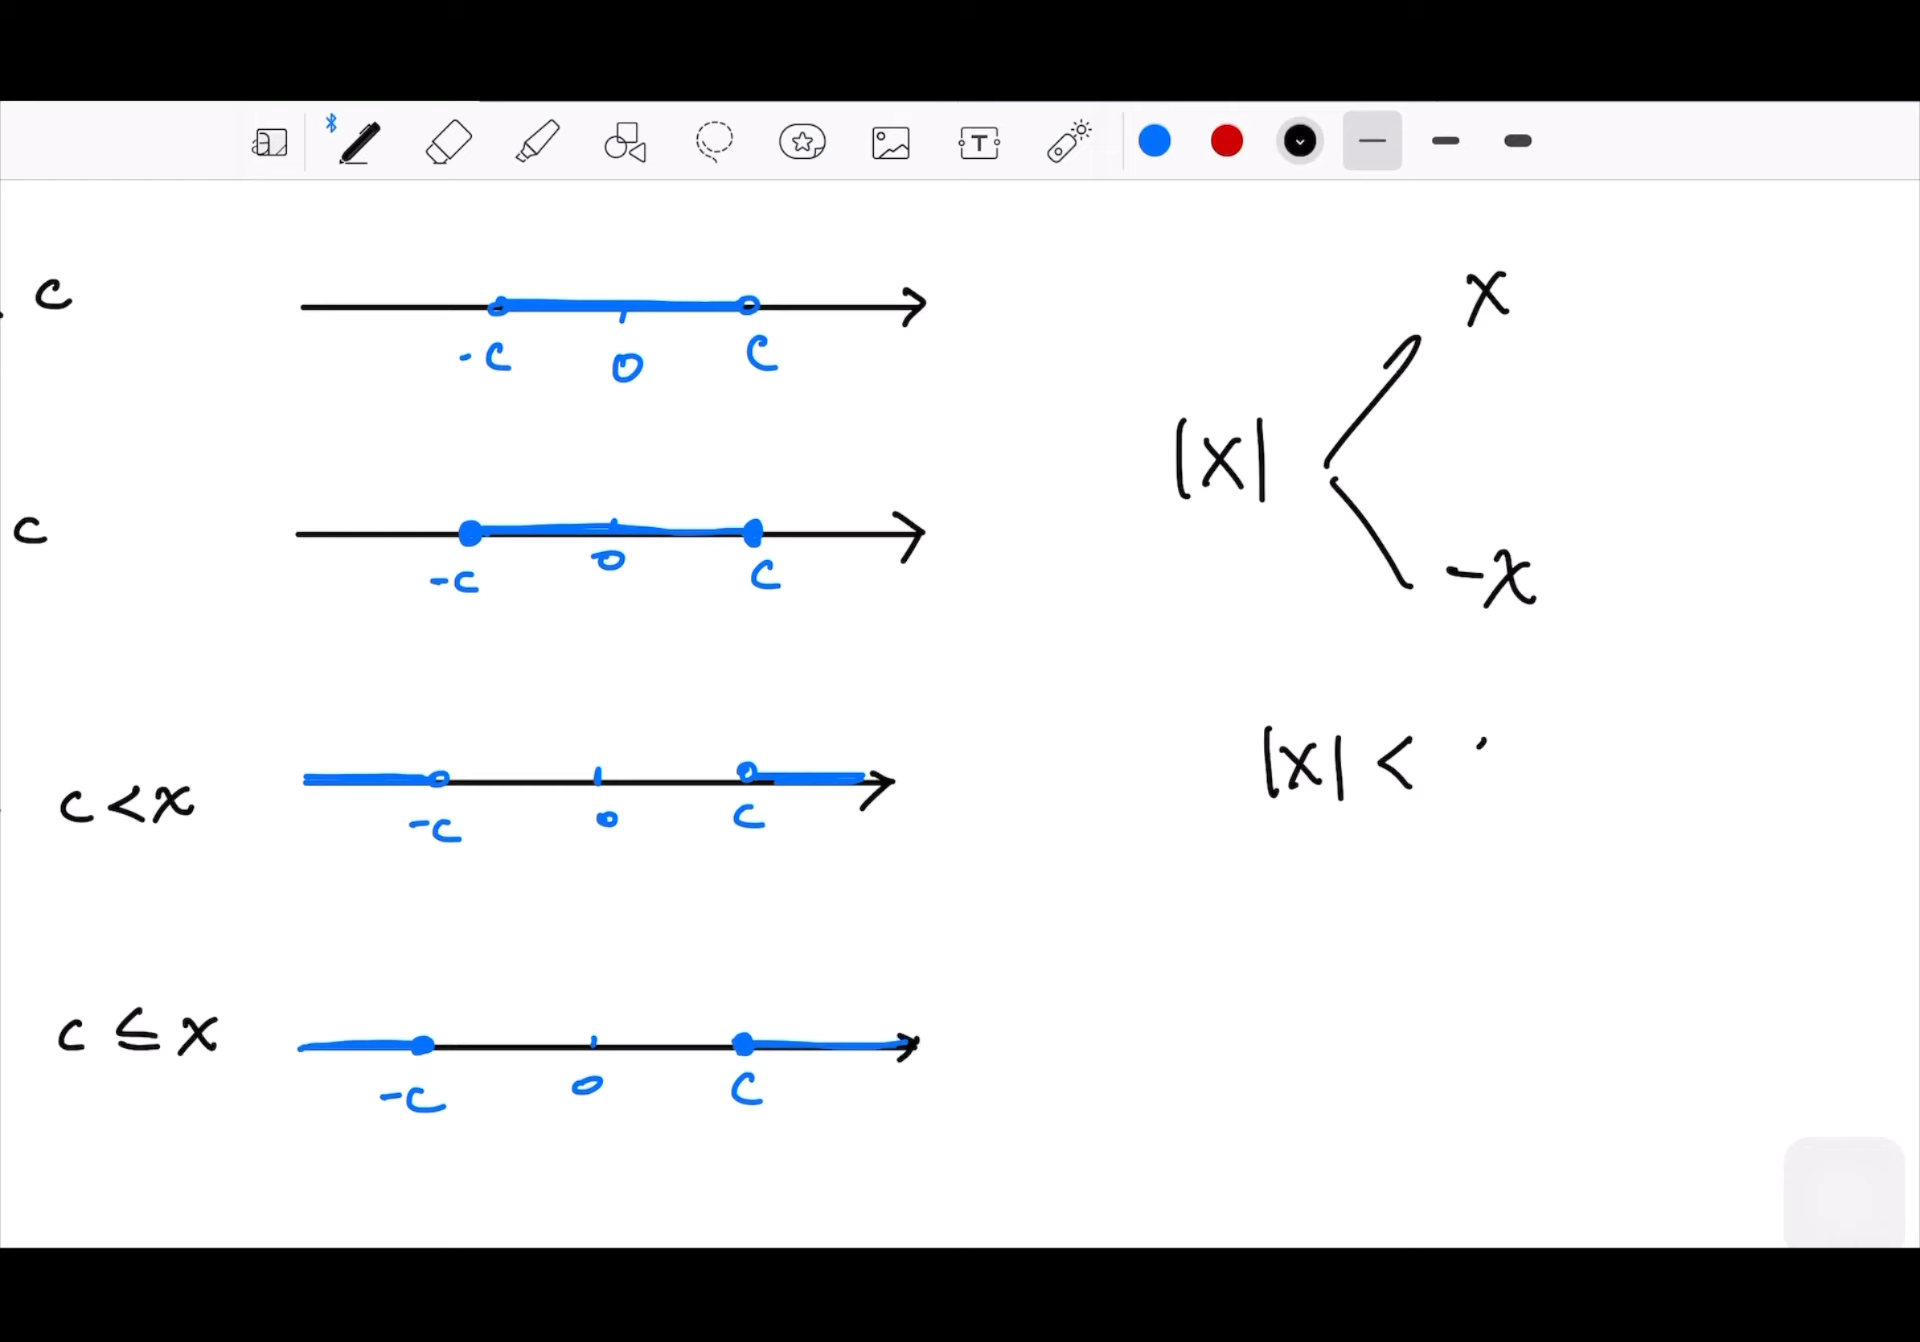 c
-c 0 c
c
-c 0 c
c < x
-c 0 c
c ≤ x
-c 0 c
x
|x|
-x
|x| <
T